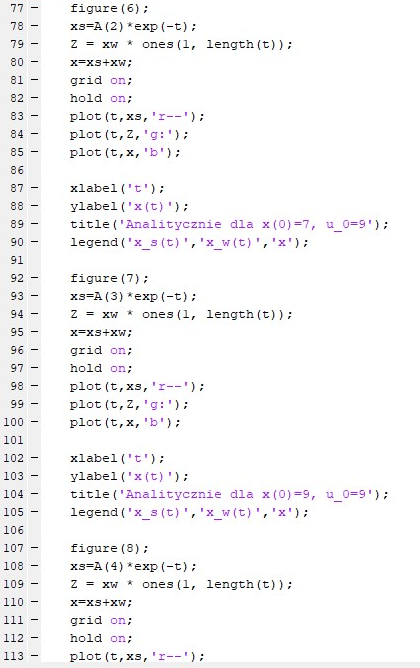 77 - figure(6);
78 - xs=A(2)*exp(-t);
79 - Z = xw * ones(1, length(t));
80 - x=xs+xw;
81 - grid on;
82 - hold on;
83 - plot(t,xs,'r--');
84 - plot(t,Z,'g:');
85 - plot(t,x,'b');
86
87 - xlabel('t');
88 - ylabel('x(t)');
89 - title('Analitycznie dla x(0)=7, u_0=9');
90 - legend('x_s(t)','x_w(t)','x');
91
92 - figure(7);
93 - xs=A(3)*exp(-t);
94 - Z = xw * ones(1, length(t));
95 - x=xs+xw;
96 - grid on;
97 - hold on;
98 - plot(t,xs,'r--');
99 - plot(t,Z,'g:');
100 - plot(t,x,'b');
101
102 - xlabel('t');
103 - ylabel('x(t)');
104 - title('Analitycznie dla x(0)=9, u_0=9');
105 - legend('x_s(t)','x_w(t)','x');
106
107 - figure(8);
108 - xs=A(4)*exp(-t);
109 - Z = xw * ones(1, length(t));
110 - x=xs+xw;
111 - grid on;
112 - hold on;
113 - plot(t,xs,'r--');